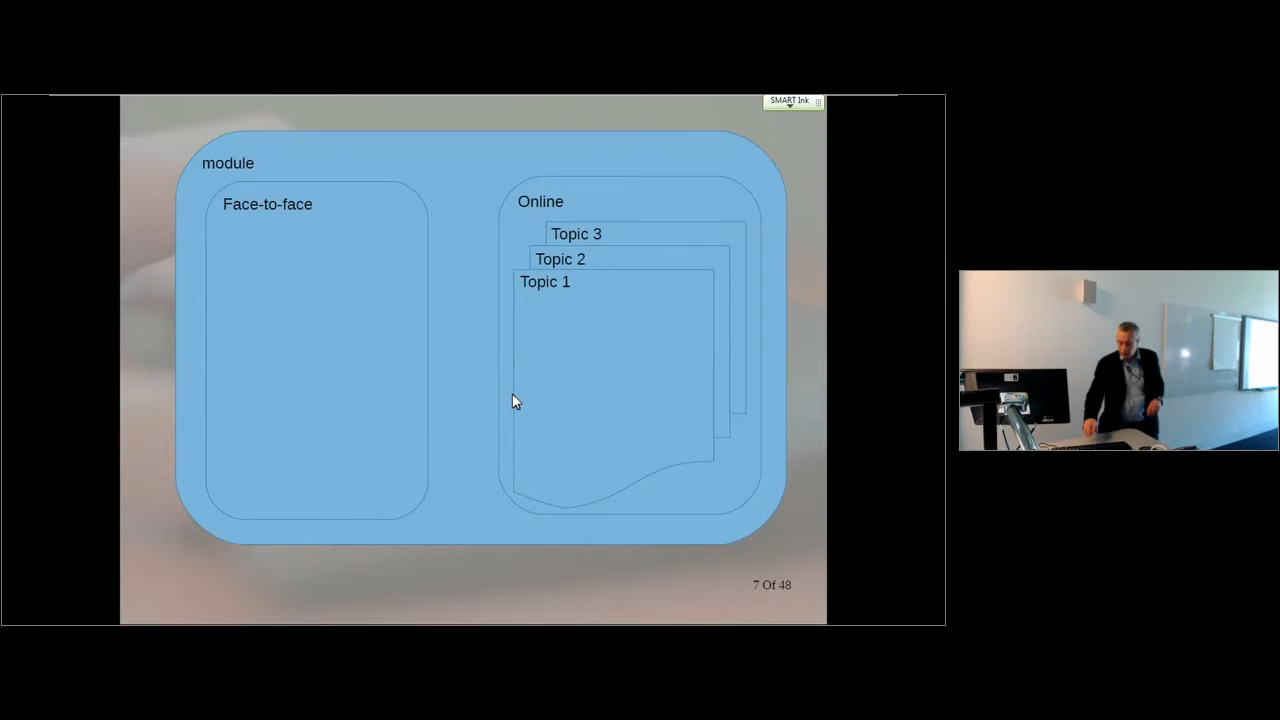 SMART Ink
module
Face-to-face
Online
Topic 3
Topic 2
Topic 1
7 Of 48